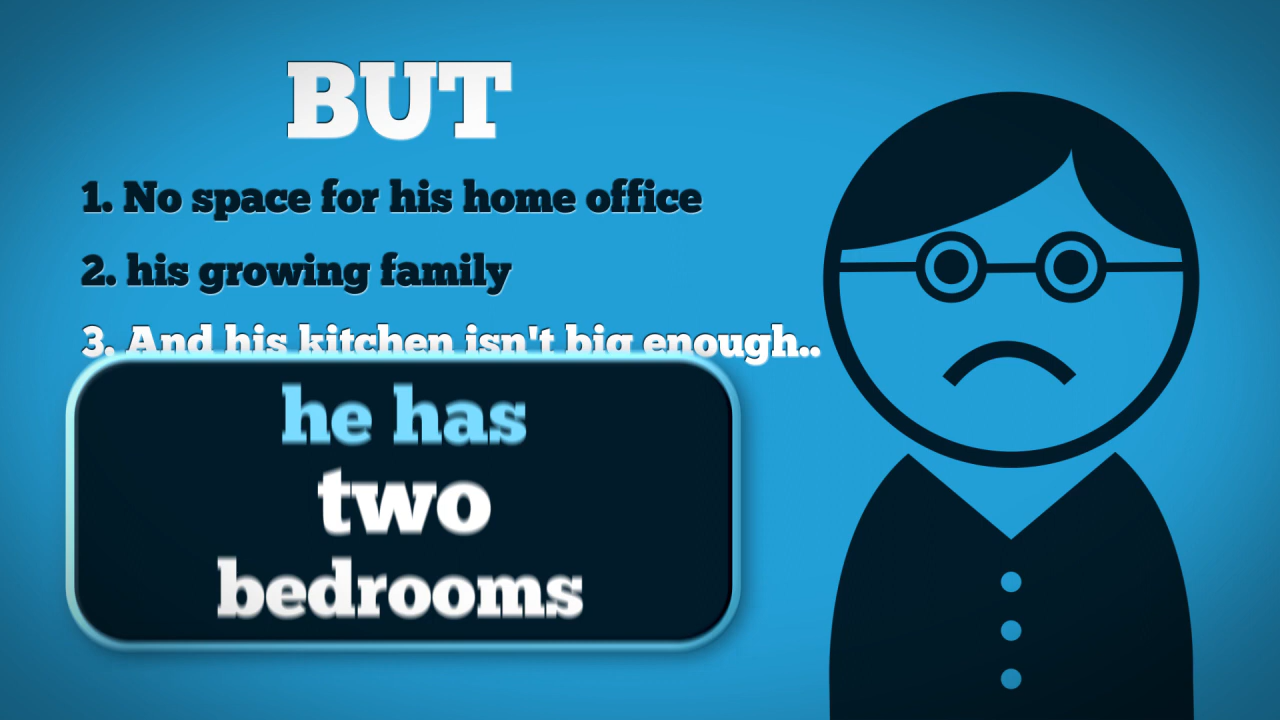 BUT
1. No space for his home office
2. his growing family
3. And his kitchen isn't big enough..
he has
two
bedrooms